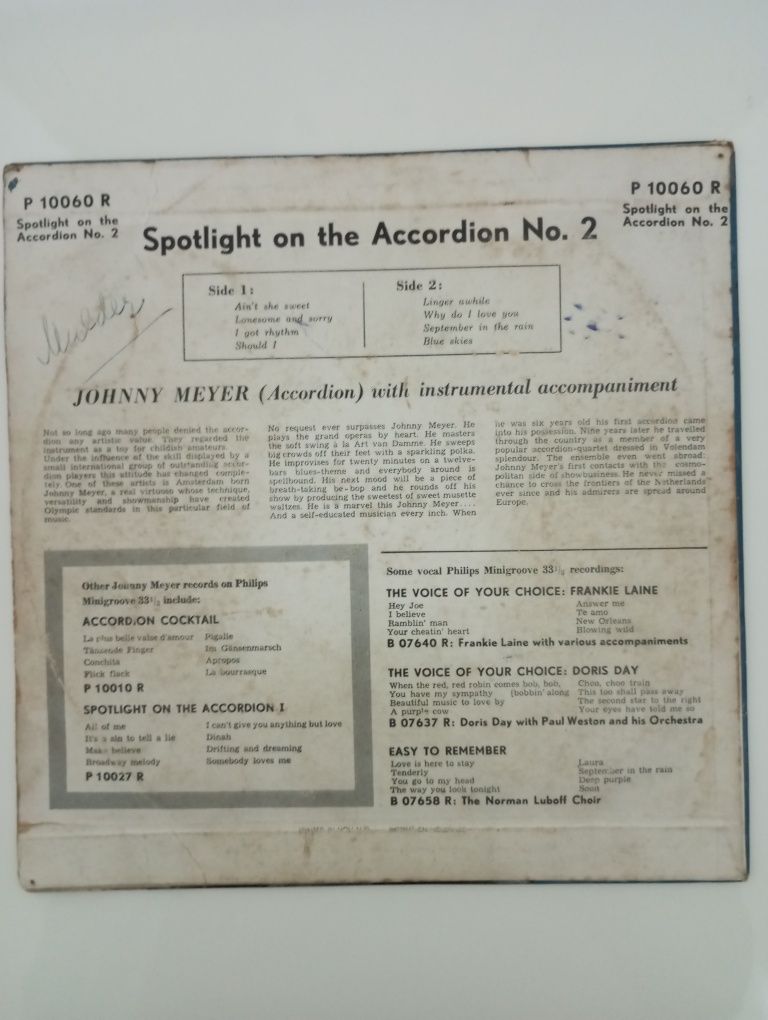 P 10060 R
Spotlight on the
Accordion No. 2
P 10060 R
Spotlight on the
Accordion No. 2
Spotlight on the Accordion No. 2
Side 1:
Ain't she sweet
Lonesome and sorry
I got rhythm
Should I
Side 2:
Linger awhile
Why do I love you
September in the rain
Blue skies
JOHNNY MEYER (Accordion) with instrumental accompaniment
Not so long ago many people denied the accor-
dion any artistic value. They regarded the
instrument as a toy for childish amateurs.
Under the influence of the skill displayed by a
small international group of outstanding accor-
dion players this attitude has changed comple-
tely. One of these artists is Amsterdam born
Johnny Meyer, a real virtuoso whose technique,
versatility and showmanship have created
Olympic standards in this particular field of
music.
No request ever surpasses Johnny Meyer. He
plays the grand operas by heart. He masters
the soft swing à la Art van Damme. He sweeps
big crowds off their feet with a sparkling polka.
He improvises for twenty minutes on a twelve-
bars blues-theme and everybody around is
spellbound. His next mood will be a piece of
breath-taking be-bop and he rounds off his
show by producing the sweetest of sweet musette
waltzes. He is a marvel this Johnny Meyer....
And a self-educated musician every inch. When
he was six years old his first accordion came
into his possession. Nine years later he travelled
through the country as a member of a very
popular accordion-quartet dressed in Volendam
splendour. The ensemble even went abroad:
Johnny Meyer's first contacts with the cosmo-
politan side of showbusiness. He never missed a
chance to cross the frontiers of the Netherlands
ever since and his admirers are spread around
Europe.
Other Johnny Meyer records on Philips
Minigroove 33⅓ include:
ACCORDION COCKTAIL
La plus belle valse d'amour Pigalle
Tänzende Finger Im Gänsenmarsch
Conchita Apropos
Flick flack La bourrasque
P 10010 R
SPOTLIGHT ON THE ACCORDION I
All of me I can't give you anything but love
It's a sin to tell a lie Dinah
Make believe Drifting and dreaming
Broadway melody Somebody loves me
P 10027 R
Some vocal Philips Minigroove 33⅓ recordings:
THE VOICE OF YOUR CHOICE: FRANKIE LAINE
Hey Joe Answer me
I believe Te amo
Ramblin' man New Orleans
Your cheatin' heart Blowing wild
B 07640 R: Frankie Laine with various accompaniments
THE VOICE OF YOUR CHOICE: DORIS DAY
When the red, red robin comes bob, bob, Choo, choo train
You have my sympathy [bobbin' along This too shall pass away
Beautiful music to love by The second star to the right
A purple cow Your eyes have told me so
B 07637 R: Doris Day with Paul Weston and his Orchestra
EASY TO REMEMBER
Love is here to stay Laura
Tenderly September in the rain
You go to my head Deep purple
The way you look tonight Soon
B 07658 R: The Norman Luboff Choir